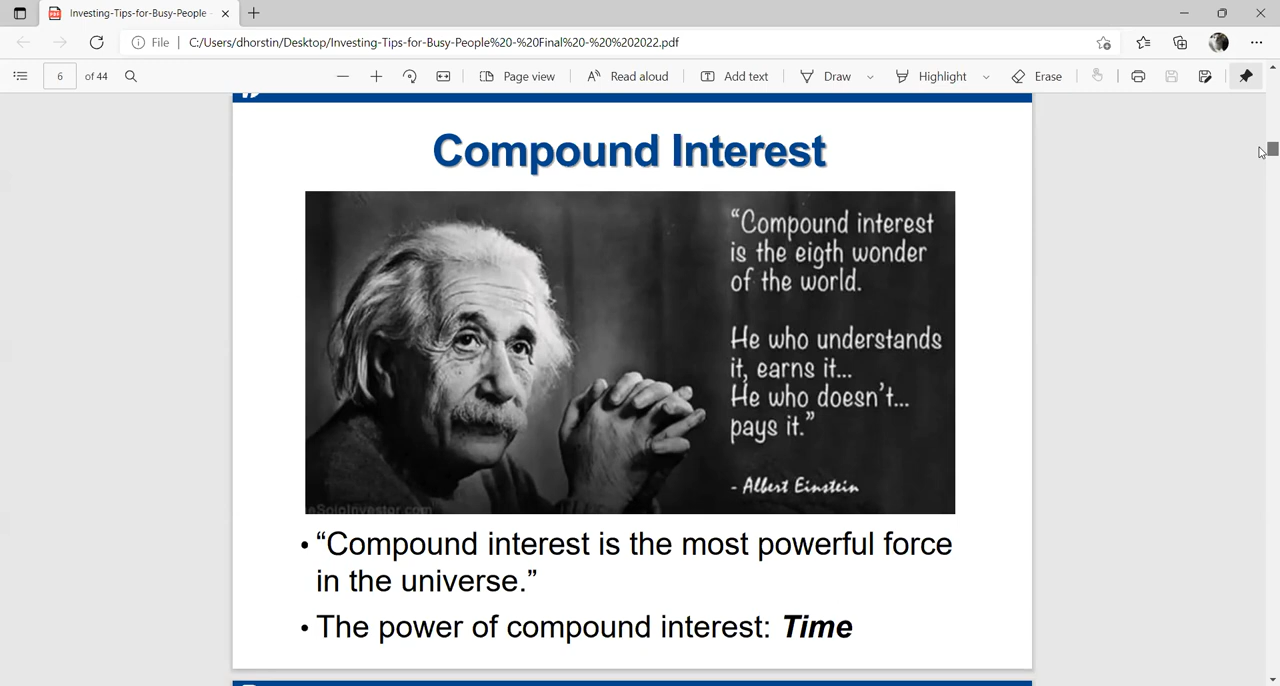 Investing-Tips-for-Busy-People
File | C:/Users/dhorstin/Desktop/Investing-Tips-for-Busy-People%20-%20Final%20-%20%202022.pdf
6 of 44 Page view Read aloud Add text Draw Highlight Erase
Compound Interest
“Compound interest
is the eigth wonder
of the world.
He who understands
it, earns it...
He who doesn't...
pays it.”
- Albert Einstein
eSoloInvestor.com
• “Compound interest is the most powerful force
in the universe.”
• The power of compound interest: Time